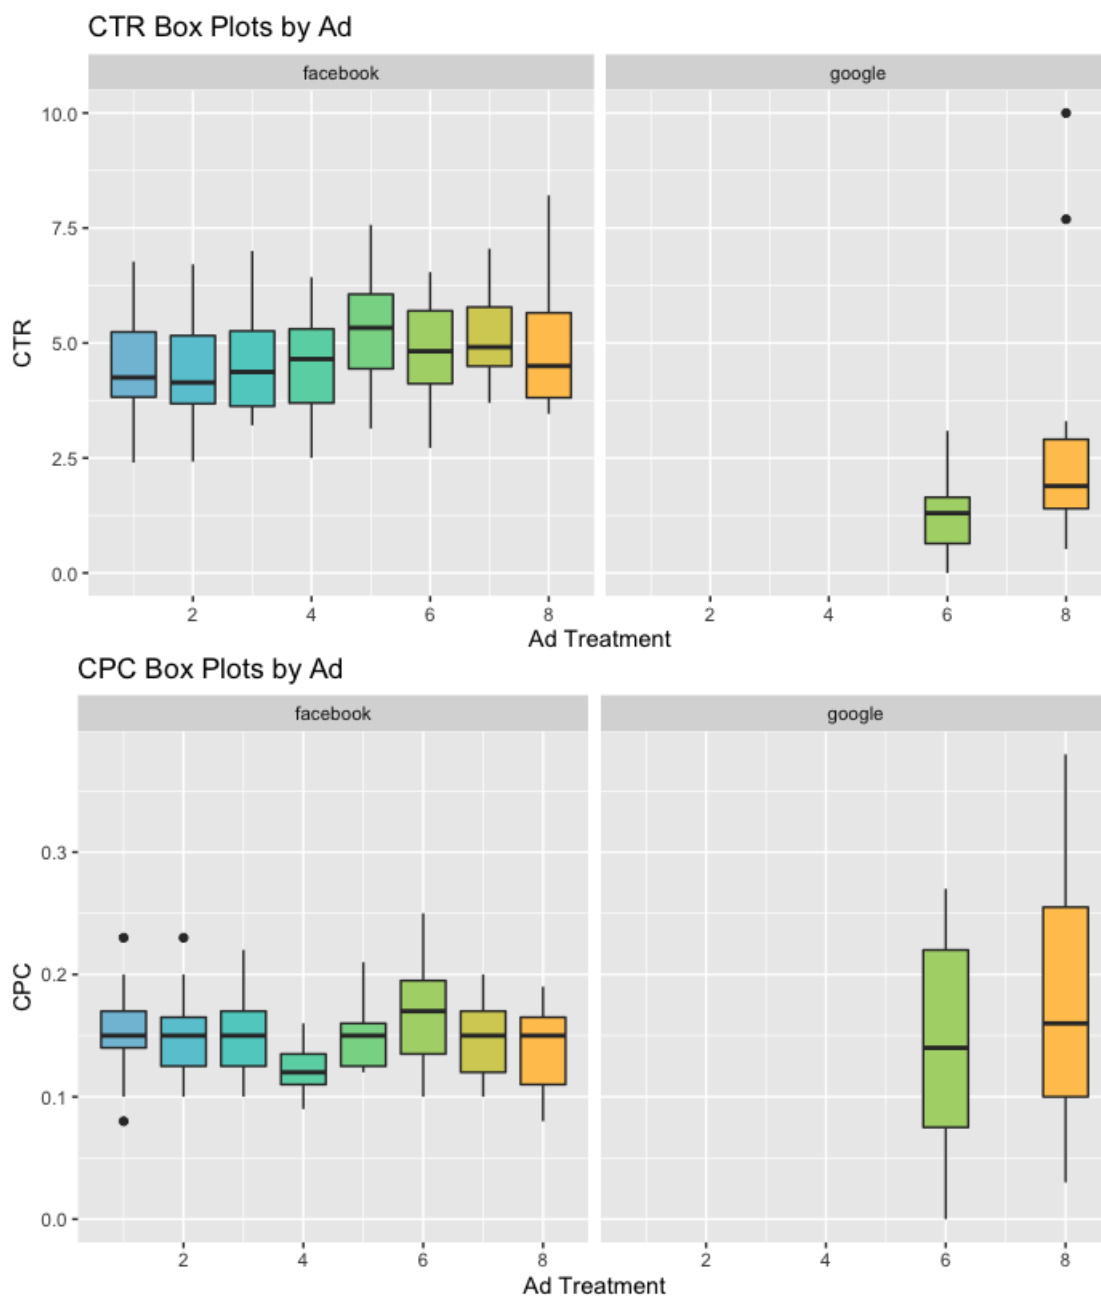 CTR Box Plots by Ad
facebook
google
10.0
7.5
5.0
2.5
0.0
CTR
2 4 6 8
2 4 6 8
Ad Treatment
CPC Box Plots by Ad
facebook
google
0.3
0.2
0.1
0.0
CPC
2 4 6 8
2 4 6 8
Ad Treatment